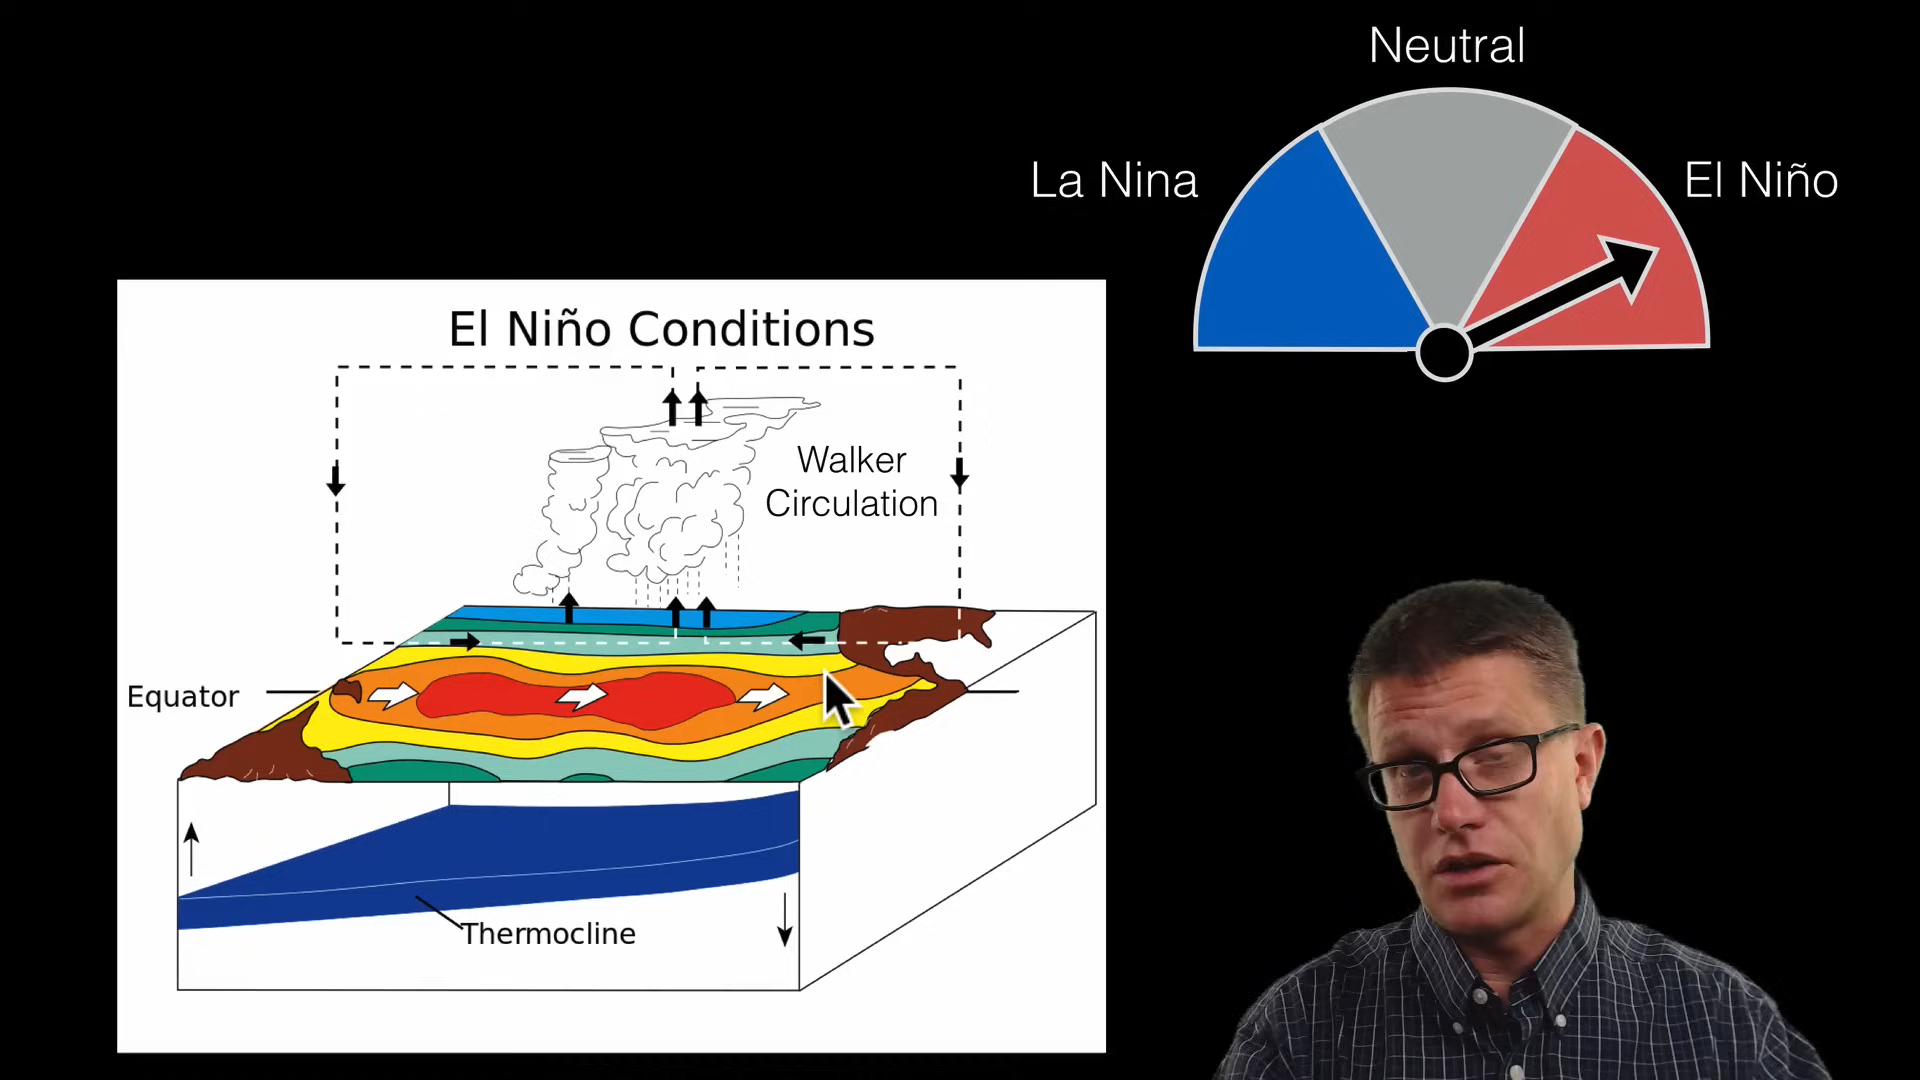 Neutral
La Nina
El Niño
El Niño Conditions
Walker
Circulation
Equator
Thermocline